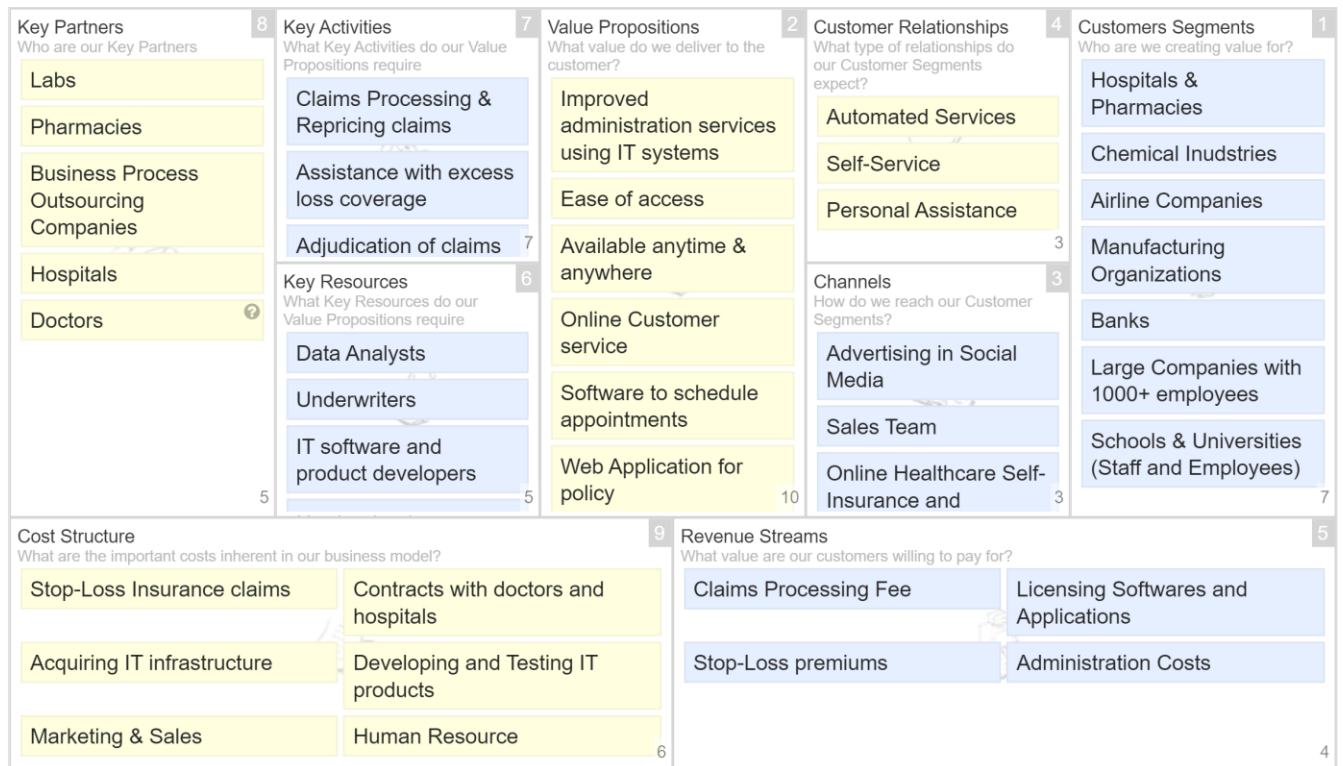 Key Partners
8
Who are our Key Partners
Labs
Pharmacies
Business Process
Outsourcing
Companies
Hospitals
Doctors
?
5
Key Activities
7
What Key Activities do our Value
Propositions require
Claims Processing &
Repricing claims
Assistance with excess
loss coverage
Adjudication of claims
7
Key Resources
6
What Key Resources do our
Value Propositions require
Data Analysts
Underwriters
IT software and
product developers
5
Value Propositions
2
What value do we deliver to the
customer?
Improved
administration services
using IT systems
Ease of access
Available anytime &
anywhere
Online Customer
service
Software to schedule
appointments
Web Application for
policy
10
Customer Relationships
4
What type of relationships do
our Customer Segments
expect?
Automated Services
Self-Service
Personal Assistance
3
Channels
3
How do we reach our Customer
Segments?
Advertising in Social
Media
Sales Team
Online Healthcare Self-
Insurance and
3
Customers Segments
1
Who are we creating value for?
Hospitals &
Pharmacies
Chemical Inudstries
Airline Companies
Manufacturing
Organizations
Banks
Large Companies with
1000+ employees
Schools & Universities
(Staff and Employees)
7
Cost Structure
9
What are the important costs inherent in our business model?
Stop-Loss Insurance claims
Contracts with doctors and
hospitals
Acquiring IT infrastructure
Developing and Testing IT
products
Marketing & Sales
Human Resource
6
Revenue Streams
5
What value are our customers willing to pay for?
Claims Processing Fee
Licensing Softwares and
Applications
Stop-Loss premiums
Administration Costs
4